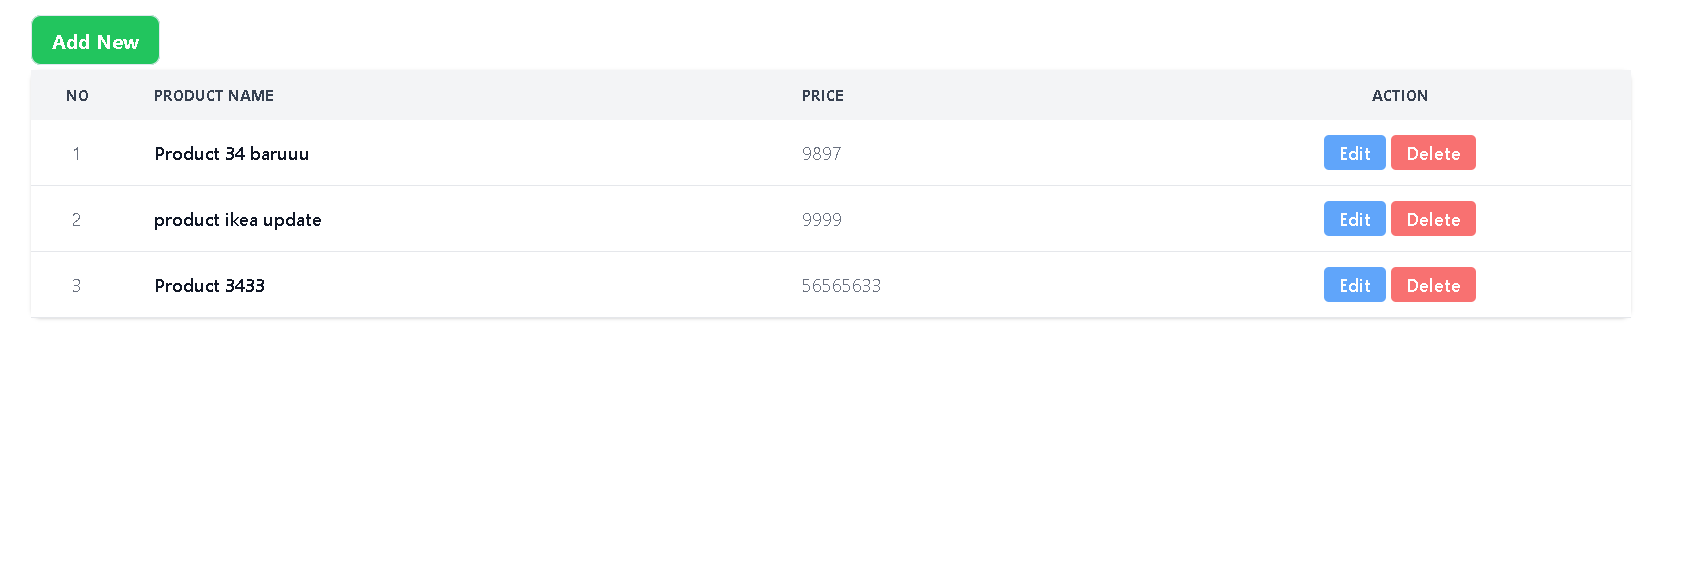 Add New
NO PRODUCT NAME PRICE ACTION
1 Product 34 baruuu 9897 Edit Delete
2 product ikea update 9999 Edit Delete
3 Product 3433 56565633 Edit Delete